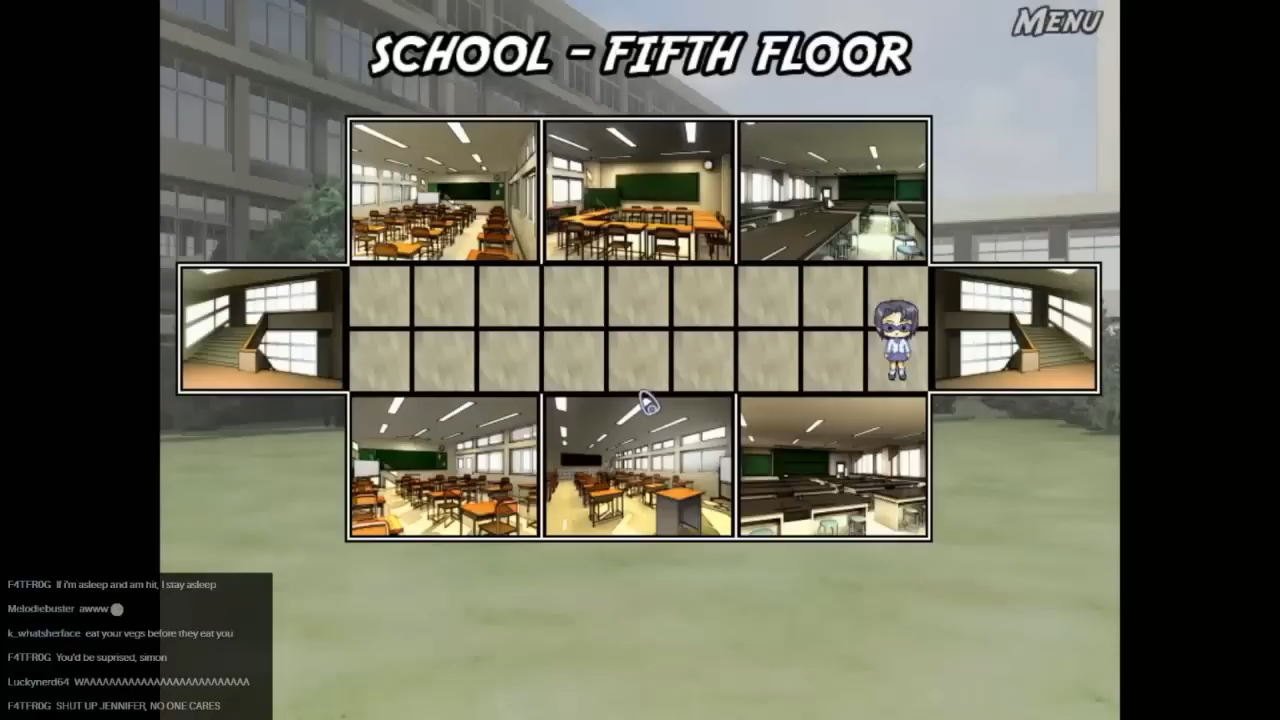 MENU
SCHOOL - FIFTH FLOOR
F4TFR0G If i'm asleep and am hit, I stay asleep
Melodiebuster awww
k_whatsherface eat your vegs before they eat you
F4TFR0G You'd be suprised, simon
Luckynerd64 WAAAAAAAAAAAAAAAAAAAAAAAAAA
F4TFR0G SHUT UP JENNIFER, NO ONE CARES